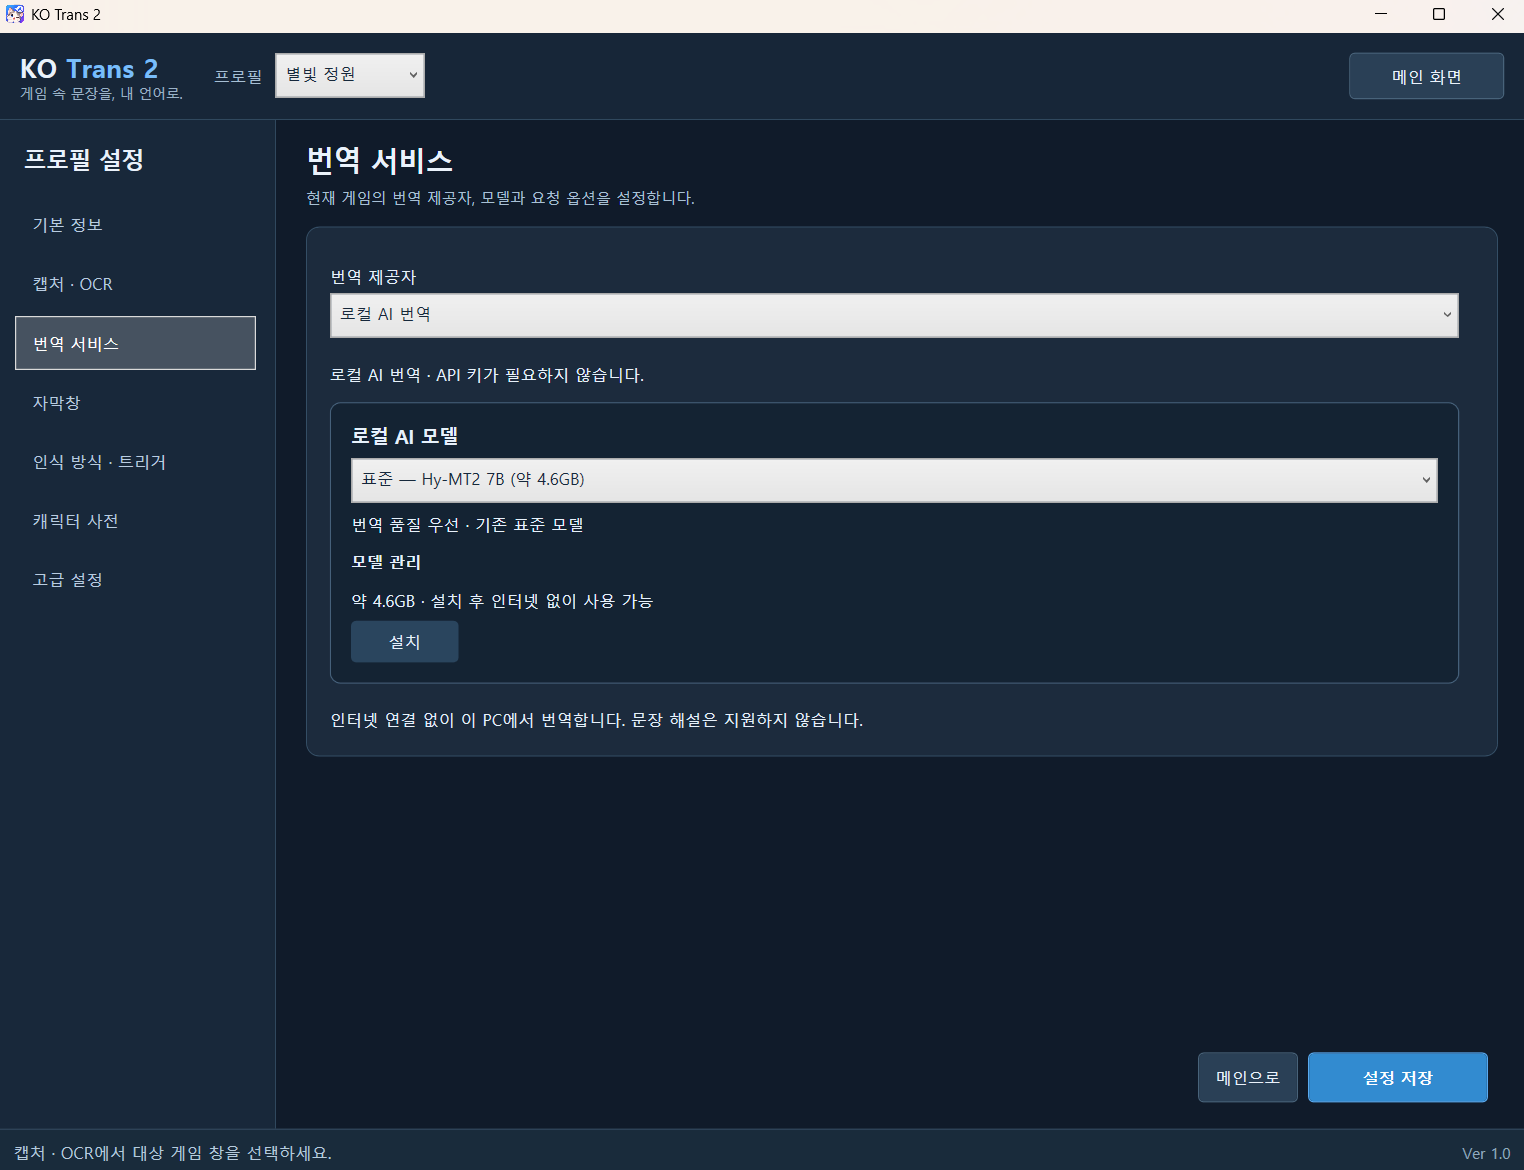 KO Trans 2
KO Trans 2
게임 속 문장을, 내 언어로.
프로필
별빛 정원
메인 화면
프로필 설정
기본 정보
캡처 · OCR
번역 서비스
자막창
인식 방식 · 트리거
캐릭터 사전
고급 설정
번역 서비스
현재 게임의 번역 제공자, 모델과 요청 옵션을 설정합니다.
번역 제공자
로컬 AI 번역
로컬 AI 번역 · API 키가 필요하지 않습니다.
로컬 AI 모델
표준 — Hy-MT2 7B (약 4.6GB)
번역 품질 우선 · 기존 표준 모델
모델 관리
약 4.6GB · 설치 후 인터넷 없이 사용 가능
설치
인터넷 연결 없이 이 PC에서 번역합니다. 문장 해설은 지원하지 않습니다.
메인으로
설정 저장
캡처 · OCR에서 대상 게임 창을 선택하세요.
Ver 1.0